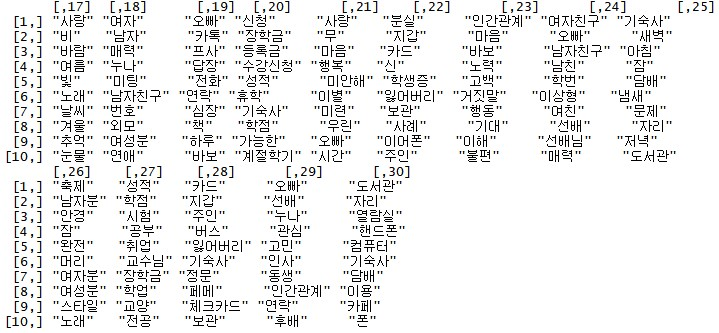 [,17] [,18] [,19] [,20] [,21] [,22] [,23] [,24] [,25]
[1,] "사랑" "여자" "오빠" "신청" "사랑" "분실" "인간관계" "여자친구" "기숙사"
[2,] "비" "남자" "카톡" "장학금" "무" "지갑" "마음" "오빠" "새벽"
[3,] "바람" "매력" "프사" "등록금" "마음" "카드" "바보" "남자친구" "아침"
[4,] "여름" "누나" "답장" "수강신청" "행복" "신" "노력" "남친" "잠"
[5,] "빛" "미팅" "전화" "성적" "미안해" "학생증" "고백" "학번" "담배"
[6,] "노래" "남자친구" "연락" "휴학" "이별" "잃어버리" "거짓말" "이상형" "냄새"
[7,] "날씨" "번호" "심장" "기숙사" "미련" "보관" "행동" "여친" "문제"
[8,] "겨울" "외모" "책" "학점" "무린" "사례" "기대" "선배" "자리"
[9,] "추억" "여성분" "하루" "가능한" "오빠" "이어폰" "이해" "선배님" "저녁"
[10,] "눈물" "연애" "바보" "계절학기" "시간" "주인" "불편" "매력" "도서관"
[,26] [,27] [,28] [,29] [,30]
[1,] "축제" "성적" "카드" "오빠" "도서관"
[2,] "남자분" "학점" "지갑" "선배" "자리"
[3,] "안경" "시험" "주인" "누나" "열람실"
[4,] "잠" "공부" "버스" "관심" "핸드폰"
[5,] "완전" "취업" "잃어버리" "고민" "컴퓨터"
[6,] "머리" "교수님" "기숙사" "인사" "기숙사"
[7,] "여자분" "장학금" "정문" "동생" "담배"
[8,] "여성분" "학업" "페메" "인간관계" "이용"
[9,] "스타일" "교양" "체크카드" "연락" "카페"
[10,] "노래" "전공" "보관" "후배" "폰"